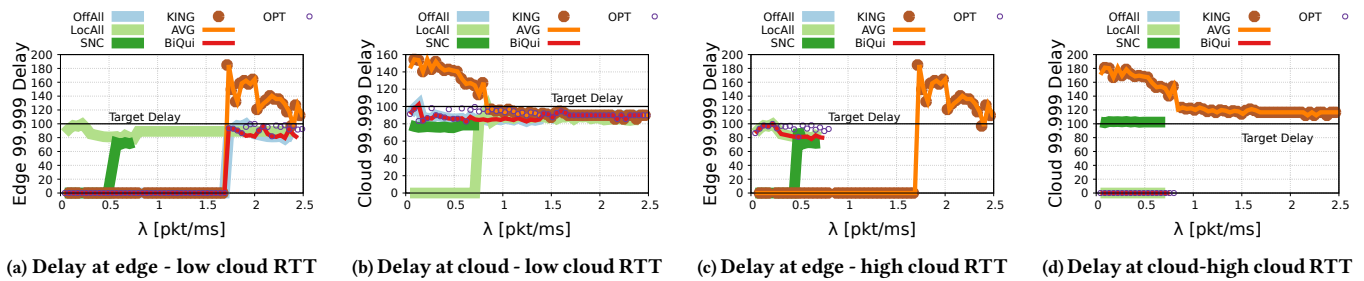 OffAll KING OPT
LocAll AVG
SNC BiQui
Edge 99.999 Delay
200
180
160
140
120
100
80
60
40
20
0
Target Delay
0 0.5 1 1.5 2 2.5
λ [pkt/ms]
(a) Delay at edge - low cloud RTT
OffAll KING OPT
LocAll AVG
SNC BiQui
Cloud 99.999 Delay
160
140
120
100
80
60
40
20
0
Target Delay
0 0.5 1 1.5 2 2.5
λ [pkt/ms]
(b) Delay at cloud - low cloud RTT
OffAll KING OPT
LocAll AVG
SNC BiQui
Edge 99.999 Delay
200
180
160
140
120
100
80
60
40
20
0
Target Delay
0 0.5 1 1.5 2 2.5
λ [pkt/ms]
(c) Delay at edge - high cloud RTT
OffAll KING OPT
LocAll AVG
SNC BiQui
Cloud 99.999 Delay
200
180
160
140
120
100
80
60
40
20
0
Target Delay
0 0.5 1 1.5 2 2.5
λ [pkt/ms]
(d) Delay at cloud-high cloud RTT